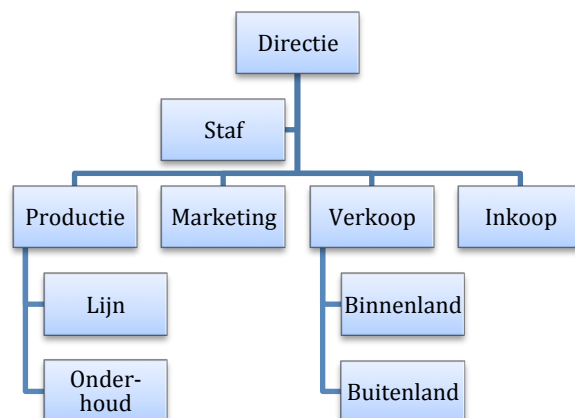 Directie
Staf
Productie
Marketing
Verkoop
Inkoop
Lijn
Binnenland
Onder-
houd
Buitenland